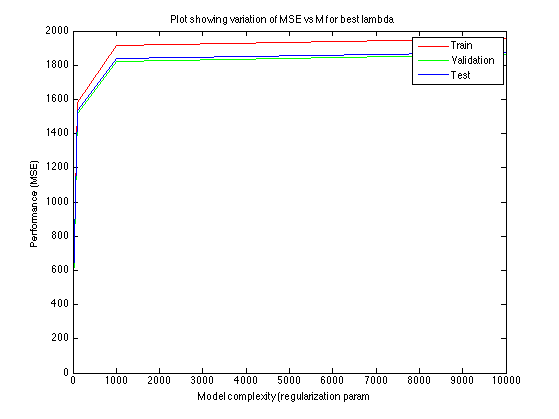 Plot showing variation of MSE vs M for best lambda
2000
1800
1600
1400
1200
1000
800
600
400
200
0
Performance (MSE)
Train
Validation
Test
0 1000 2000 3000 4000 5000 6000 7000 8000 9000 10000
Model complexity(regularization param